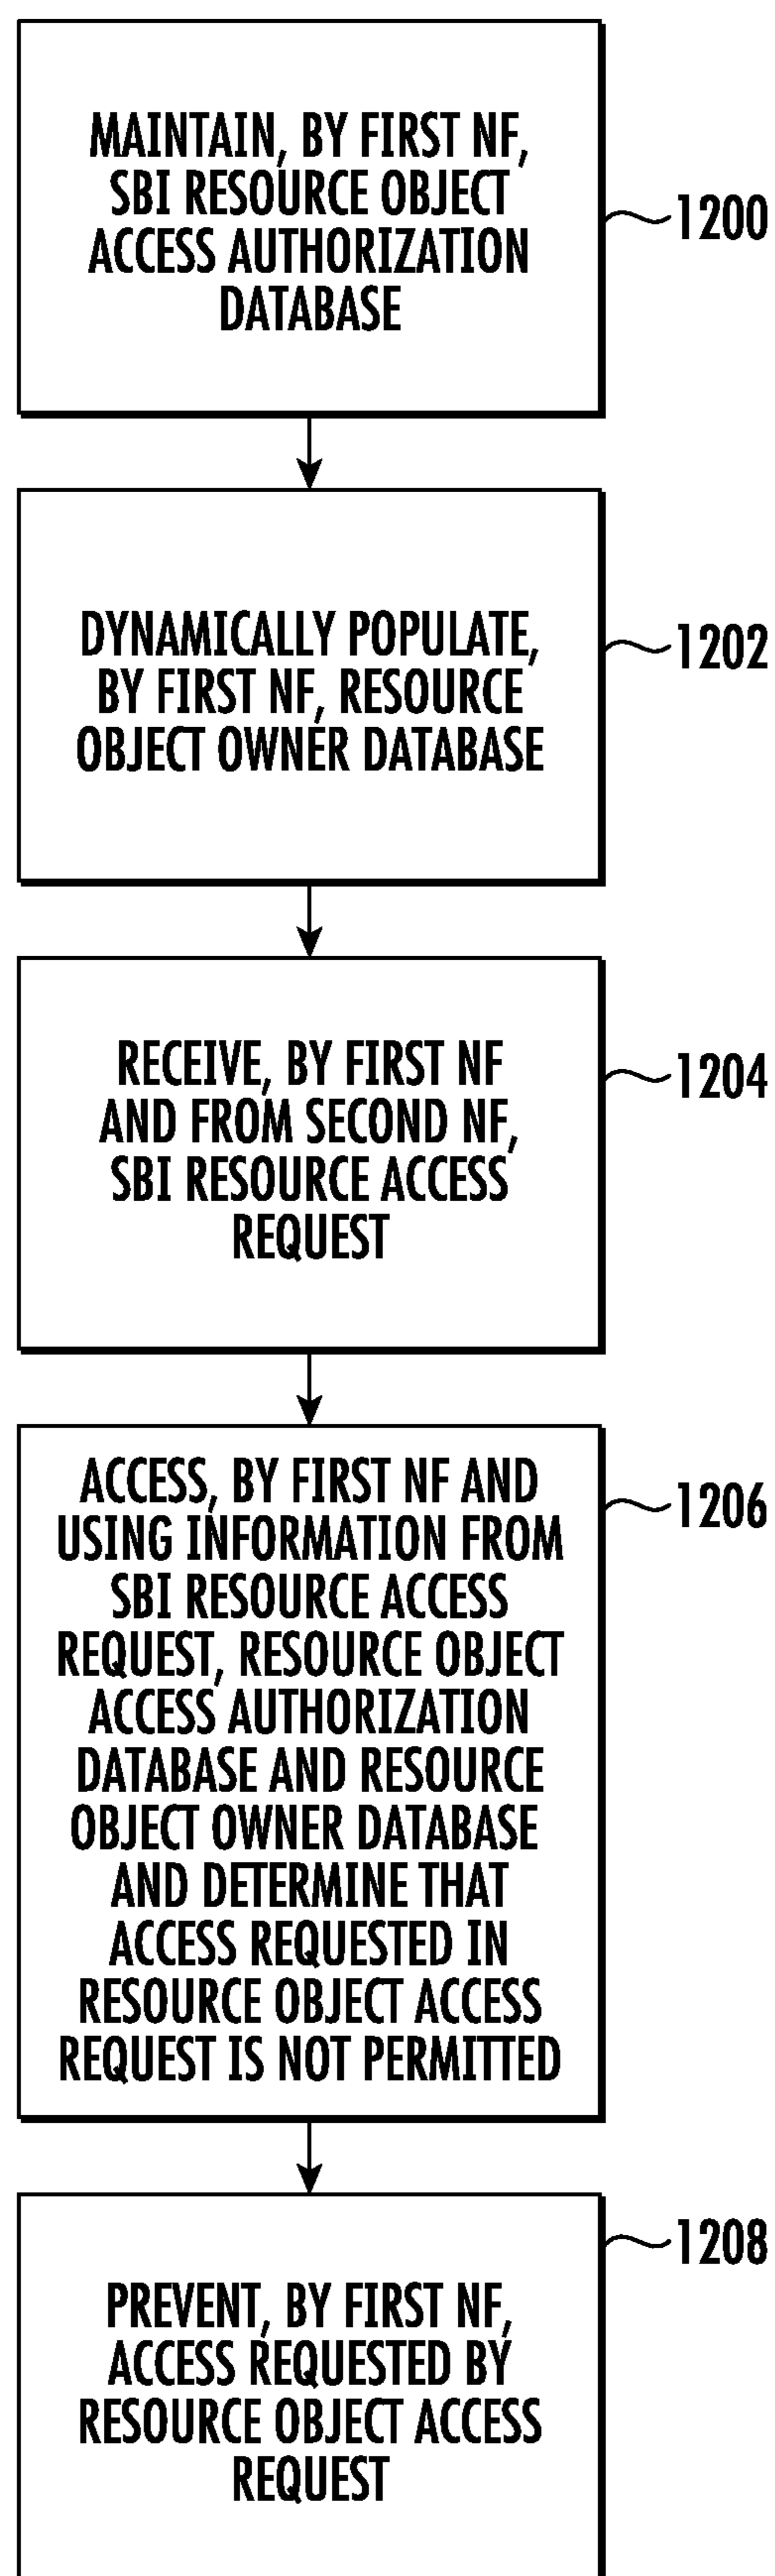 MAINTAIN, BY FIRST NF,
SBI RESOURCE OBJECT
ACCESS AUTHORIZATION
DATABASE
1200
DYNAMICALLY POPULATE,
BY FIRST NF, RESOURCE
OBJECT OWNER DATABASE
1202
RECEIVE, BY FIRST NF
AND FROM SECOND NF,
SBI RESOURCE ACCESS
REQUEST
1204
ACCESS, BY FIRST NF AND
USING INFORMATION FROM
SBI RESOURCE ACCESS
REQUEST, RESOURCE OBJECT
ACCESS AUTHORIZATION
DATABASE AND RESOURCE
OBJECT OWNER DATABASE
AND DETERMINE THAT
ACCESS REQUESTED IN
RESOURCE OBJECT ACCESS
REQUEST IS NOT PERMITTED
1206
PREVENT, BY FIRST NF,
ACCESS REQUESTED BY
RESOURCE OBJECT ACCESS
REQUEST
1208